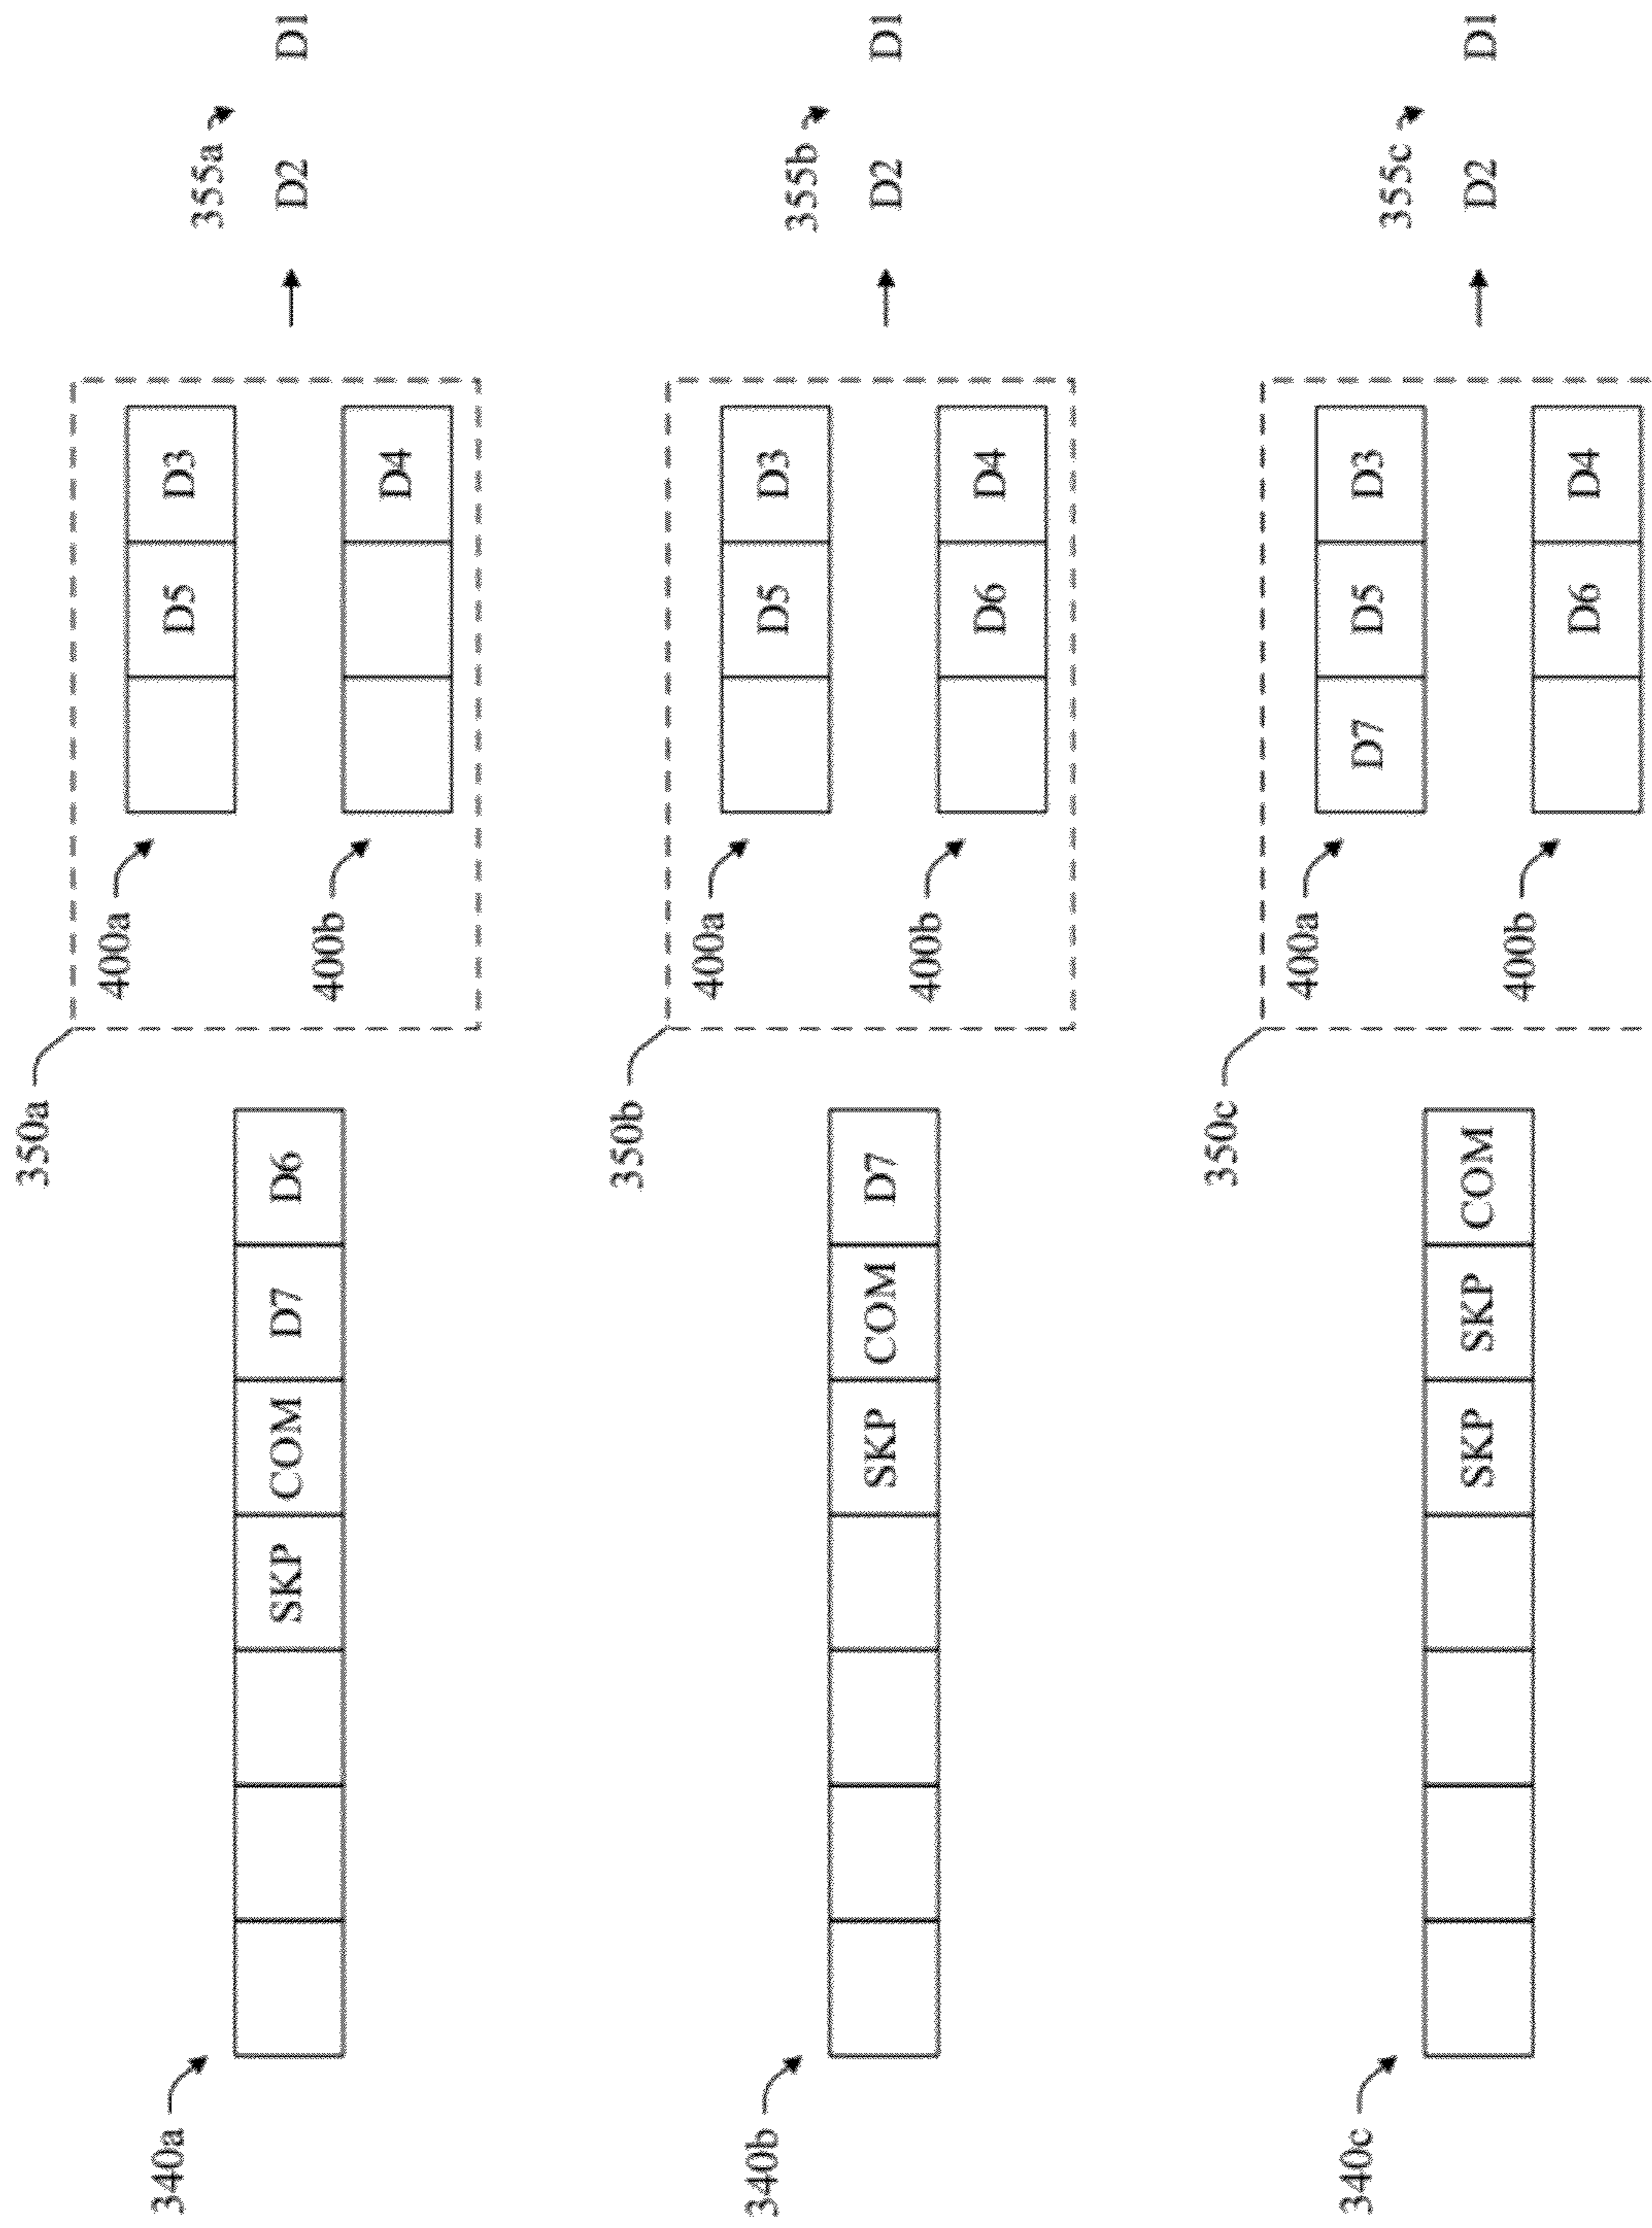 350a
400a
D5 D3
355a
340a
SKP COM D7 D6
D2 D1
400b
D4
350b
400a
D5 D3
355b
340b
SKP COM D7
D2 D1
400b
D6 D4
350c
400a
D7 D5 D3
355c
340c
SKP SKP COM
D2 D1
400b
D6 D4